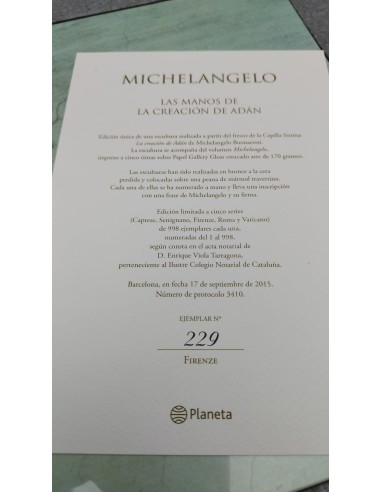 MICHELANGELO
LAS MANOS DE
LA CREACIÓN DE ADÁN
Edición única de una escultura realizada a partir del fresco de la Capilla Sixtina
La creación de Adán de Michelangelo Buonarroti.
La escultura se acompaña del volumen Michelangelo,
impreso a cinco tintas sobre Papel Gallery Gloss estucado arte de 170 gramos.
Las esculturas han sido realizadas en bronce a la cera
perdida y colocadas sobre una peana de mármol travertino.
Cada una de ellas se ha numerado a mano y lleva una inscripción
con una frase de Michelangelo y su firma.
Edición limitada a cinco series
(Caprese, Settignano, Firenze, Roma y Vaticano)
de 998 ejemplares cada una,
numeradas del 1 al 998,
según consta en el acta notarial de
D. Enrique Viola Tarragona,
perteneciente al Ilustre Colegio Notarial de Cataluña.
Barcelona, en fecha 17 de septiembre de 2015.
Número de protocolo 3410.
EJEMPLAR Nº
229
FIRENZE
Planeta